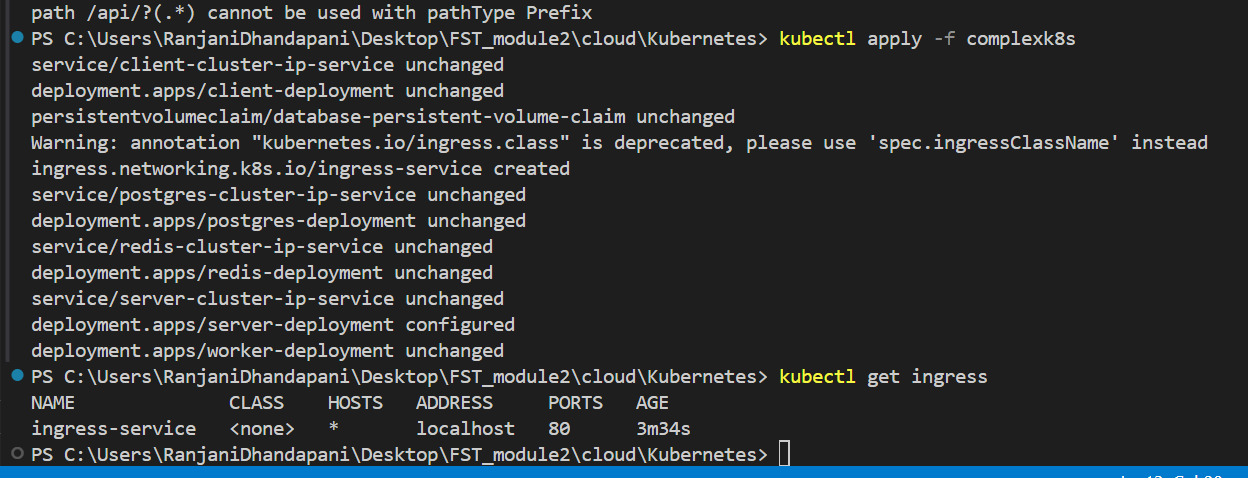 path /api/?(.*) cannot be used with pathType Prefix
PS C:\Users\RanjaniDhandapani\Desktop\FST_module2\cloud\Kubernetes> kubectl apply -f complexk8s
service/client-cluster-ip-service unchanged
deployment.apps/client-deployment unchanged
persistentvolumeclaim/database-persistent-volume-claim unchanged
Warning: annotation "kubernetes.io/ingress.class" is deprecated, please use 'spec.ingressClassName' instead
ingress.networking.k8s.io/ingress-service created
service/postgres-cluster-ip-service unchanged
deployment.apps/postgres-deployment unchanged
service/redis-cluster-ip-service unchanged
deployment.apps/redis-deployment unchanged
service/server-cluster-ip-service unchanged
deployment.apps/server-deployment configured
deployment.apps/worker-deployment unchanged
PS C:\Users\RanjaniDhandapani\Desktop\FST_module2\cloud\Kubernetes> kubectl get ingress
NAME CLASS HOSTS ADDRESS PORTS AGE
ingress-service <none> * localhost 80 3m34s
PS C:\Users\RanjaniDhandapani\Desktop\FST_module2\cloud\Kubernetes>